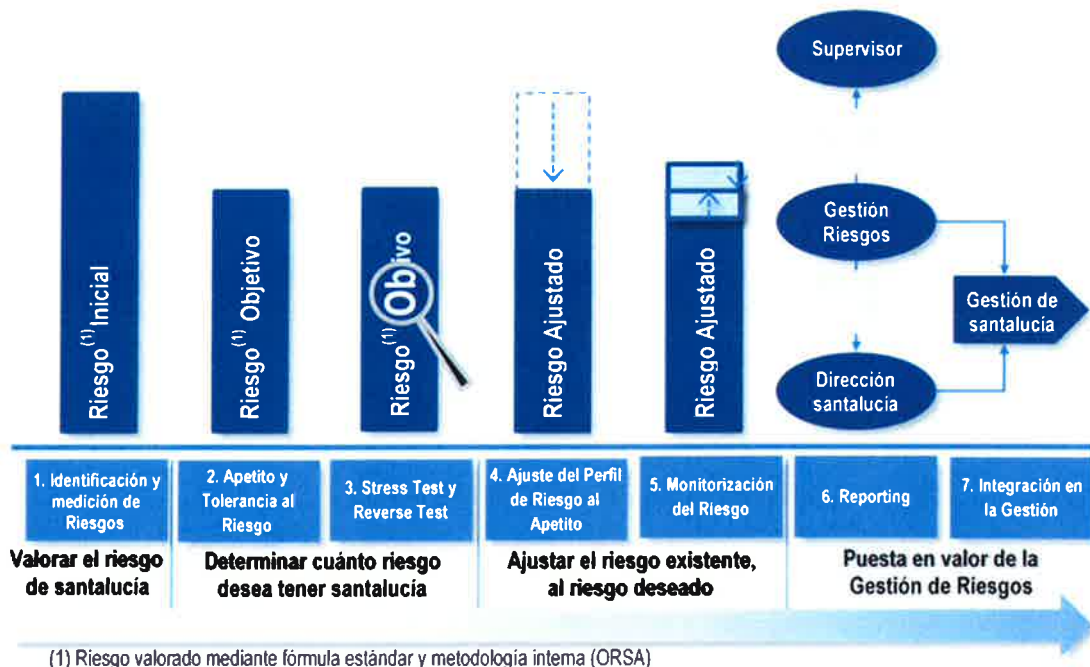 Supervisor
Riesgo(1) Inicial
Riesgo(1) Objetivo
Riesgo(1) Objetivo
Riesgo Ajustado
Riesgo Ajustado
Gestión
Riesgos
Gestión de
santalucía
Dirección
santalucía
1. Identificación y
medición de
Riesgos
2. Apetito y
Tolerancia al
Riesgo
3. Stress Test y
Reverse Test
4. Ajuste del Perfil
de Riesgo al
Apetito
5. Monitorización
del Riesgo
6. Reporting
7. Integración en
la Gestión
Valorar el riesgo
de santalucía
Determinar cuánto riesgo
desea tener santalucía
Ajustar el riesgo existente,
al riesgo deseado
Puesta en valor de la
Gestión de Riesgos
(1) Riesgo valorado mediante fórmula estándar y metodología interna (ORSA)